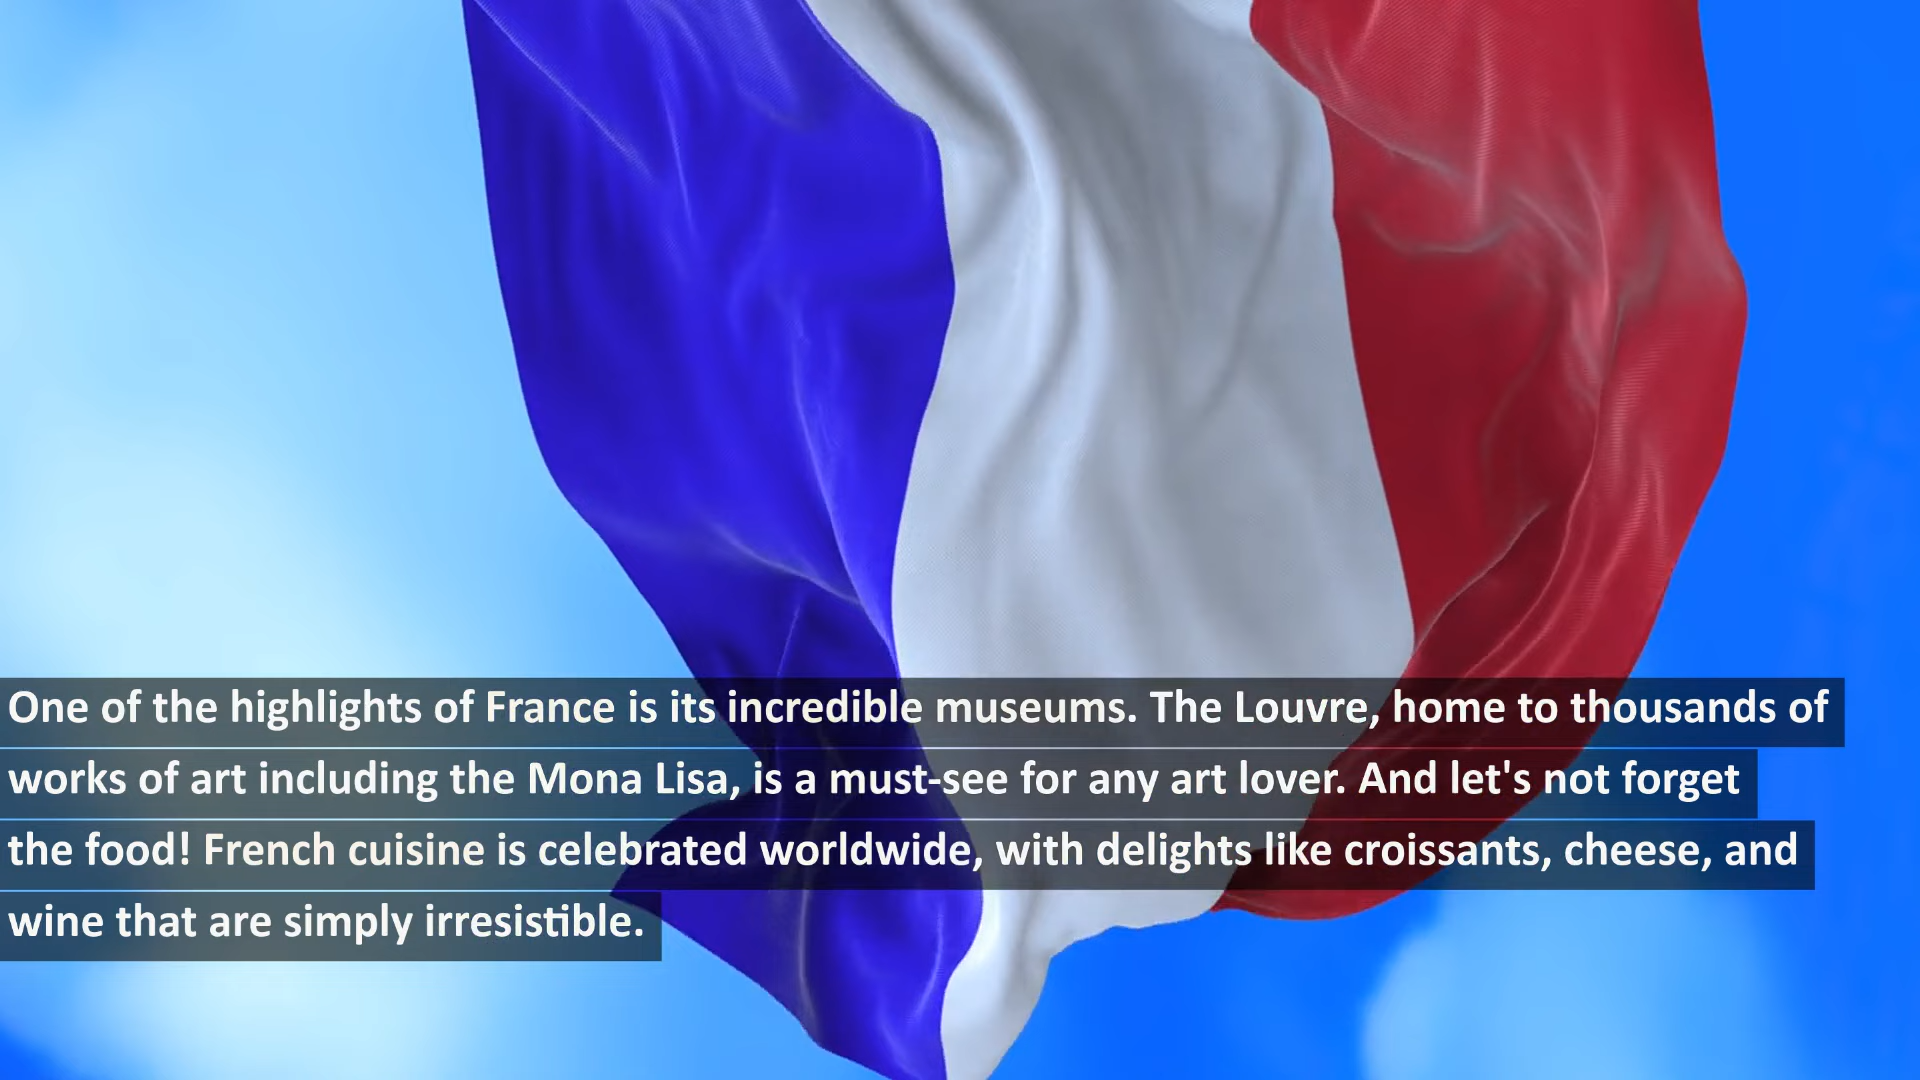 One of the highlights of France is its incredible museums. The Louvre, home to thousands of
works of art including the Mona Lisa, is a must-see for any art lover. And let's not forget
the food! French cuisine is celebrated worldwide, with delights like croissants, cheese, and
wine that are simply irresistible.